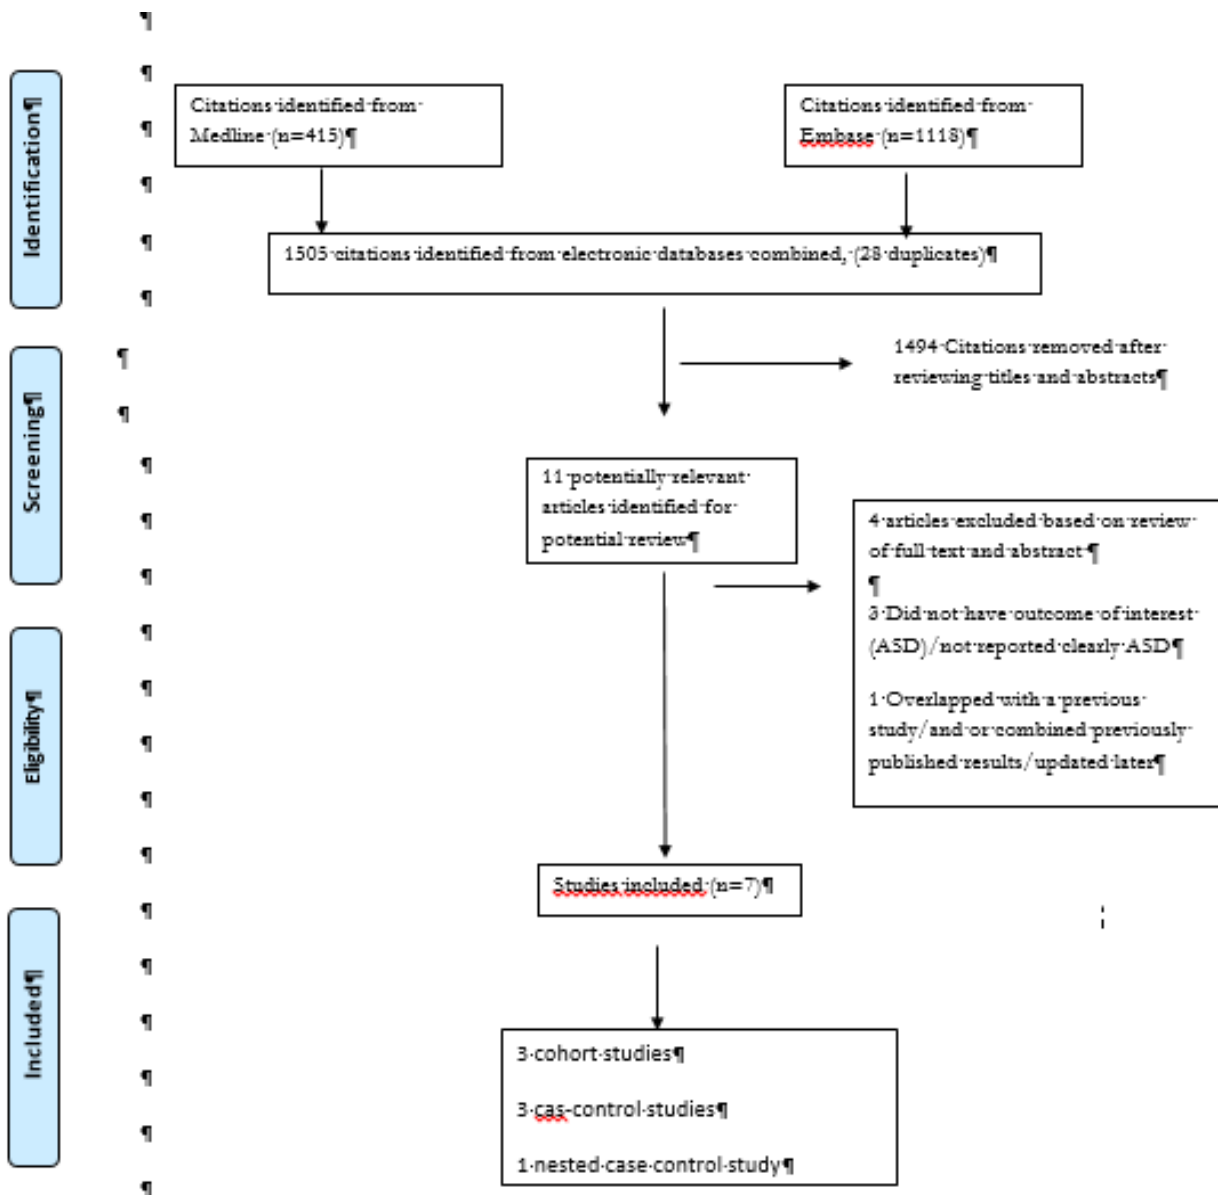 Identification¶
Citations·identified·from·
Medline·(n=415)¶
Citations·identified·from·
Embase·(n=1118)¶
1505·citations·identified·from·electronic·databases·combined,·(28·duplicates)¶
Screening¶
1494·Citations·removed·after·
reviewing·titles·and·abstracts¶
11·potentially·relevant·
articles·identified·for·
potential·review¶
4·articles·excluded·based·on·review·
of·full·text·and·abstract·¶
¶
3·Did·not·have·outcome·of·interest·
(ASD)/not·reported·clearly·ASD¶
1·Overlapped·with·a·previous·
study/and·or·combined·previously·
published·results/updated·later¶
Eligibility¶
Studies·included·(n=7)¶
Included¶
3·cohort·studies¶
3·cas-control·studies¶
1·nested·case·control·study¶